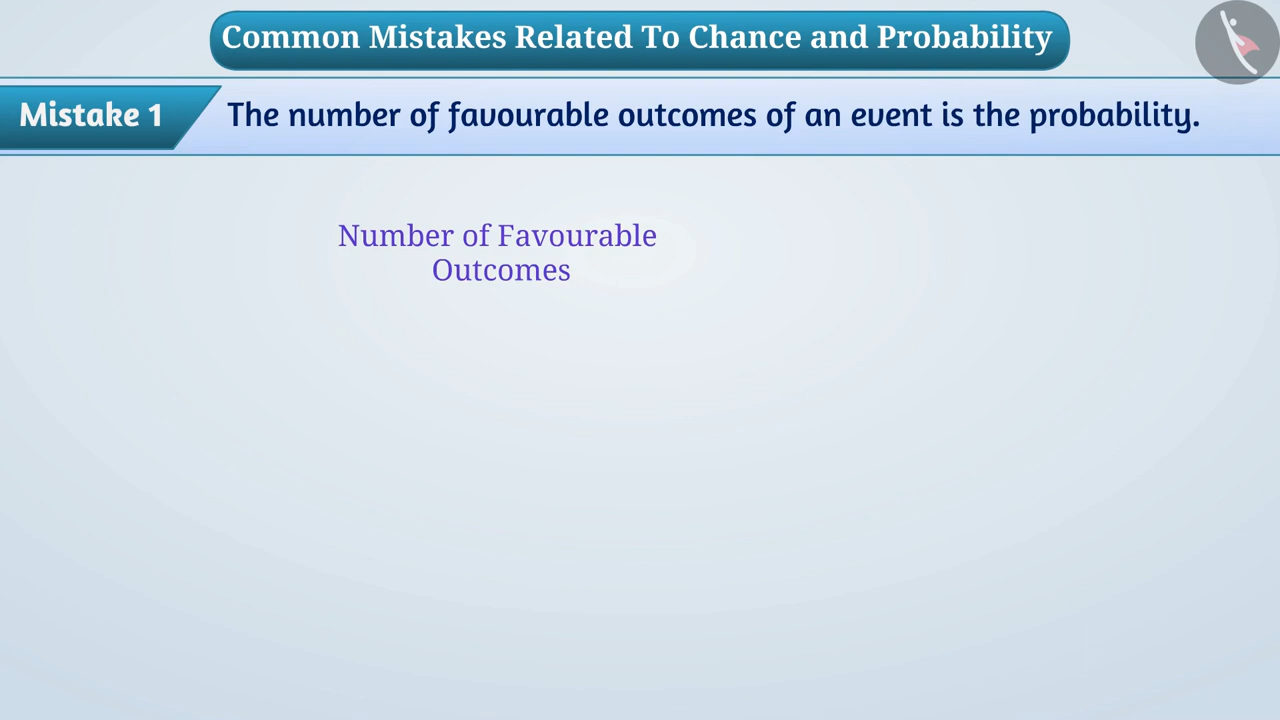 Common Mistakes Related To Chance and Probability
Mistake 1
The number of favourable outcomes of an event is the probability.
Number of Favourable
Outcomes